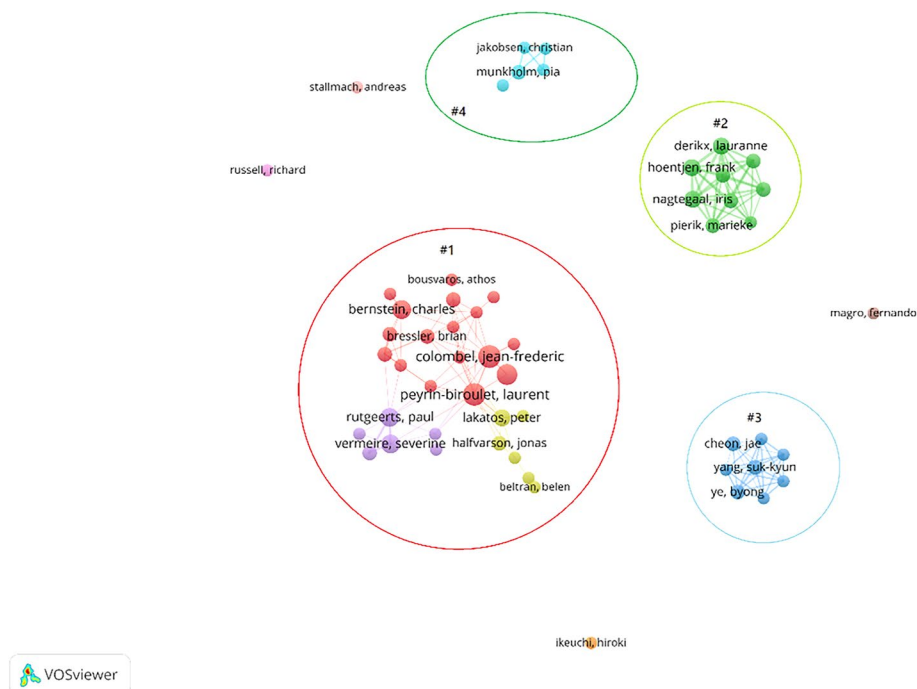 jakobsen, christian
munkholm, pia
#4
stallmach, andreas
russell, richard
#2
derikx, lauranne
hoentjen, frank
nagtegaal, iris
pierik, marieke
#1
bousvaros, athos
bernstein, charles
bressler, brian
colombel, jean-frederic
peyrin-biroulet, laurent
rutgeerts, paul
lakatos, peter
vermeire, severine
halfvarson, jonas
beltran, belen
magro, fernando
#3
cheon, jae
yang, suk-kyun
ye, byong
ikeuchi, hiroki
VOSviewer